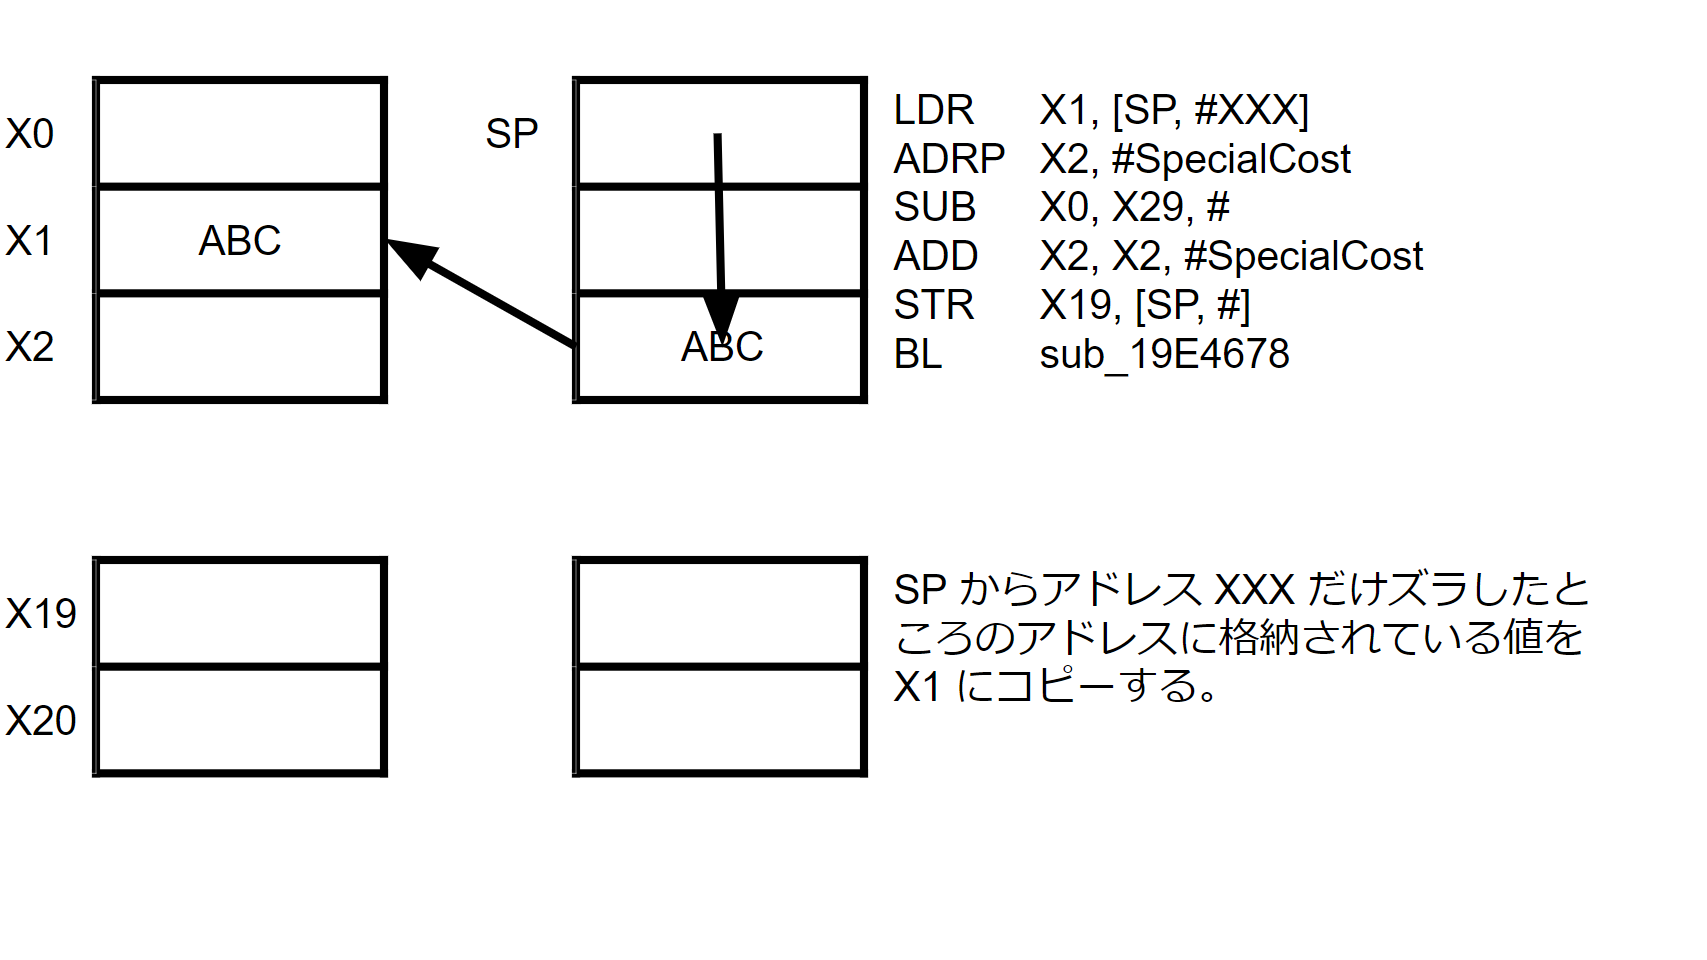 X0
X1
X2
ABC
SP
ABC
LDR X1, [SP, #XXX]
ADRP X2, #SpecialCost
SUB X0, X29, #
ADD X2, X2, #SpecialCost
STR X19, [SP, #]
BL sub_19E4678
X19
X20
SP からアドレス XXX だけズラしたと
ころのアドレスに格納されている値を
X1 にコピーする。